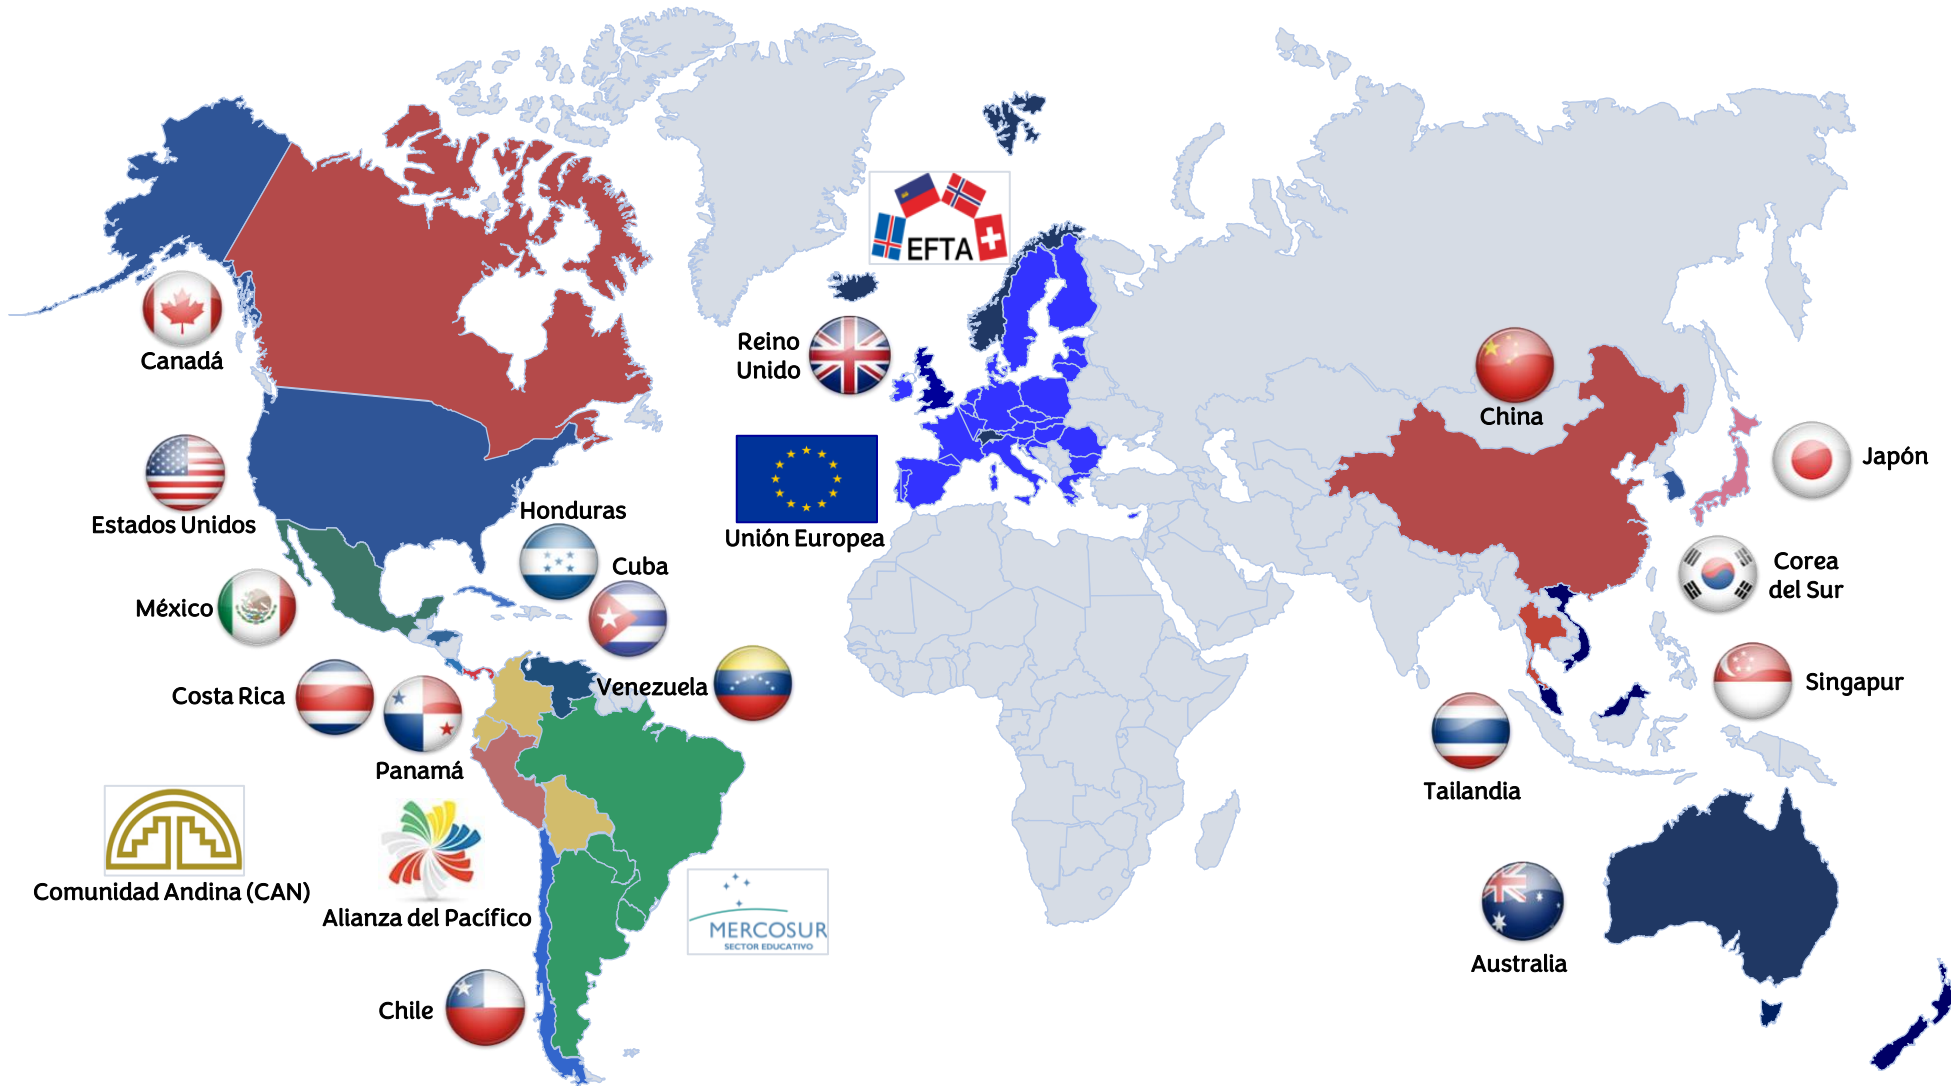 EFTA
Canadá
Reino
Unido
China
Japón
Estados Unidos
Honduras
Unión Europea
Cuba
Corea
del Sur
México
Costa Rica
Venezuela
Singapur
Panamá
Tailandia
Comunidad Andina (CAN)
Alianza del Pacífico
MERCOSUR
SECTOR EDUCATIVO
Australia
Chile